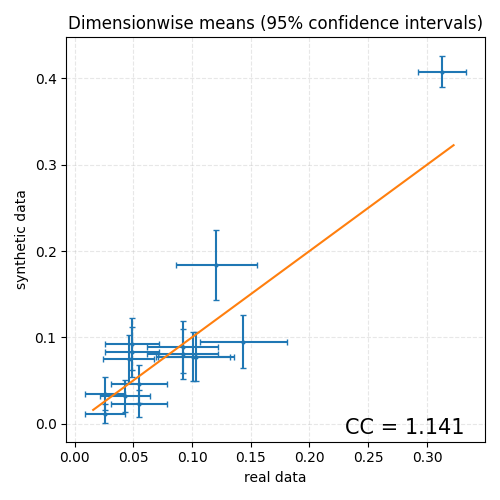 Dimensionwise means (95% confidence intervals)
synthetic data
0.4
0.3
0.2
0.1
0.0
CC = 1.141
0.00 0.05 0.10 0.15 0.20 0.25 0.30
real data